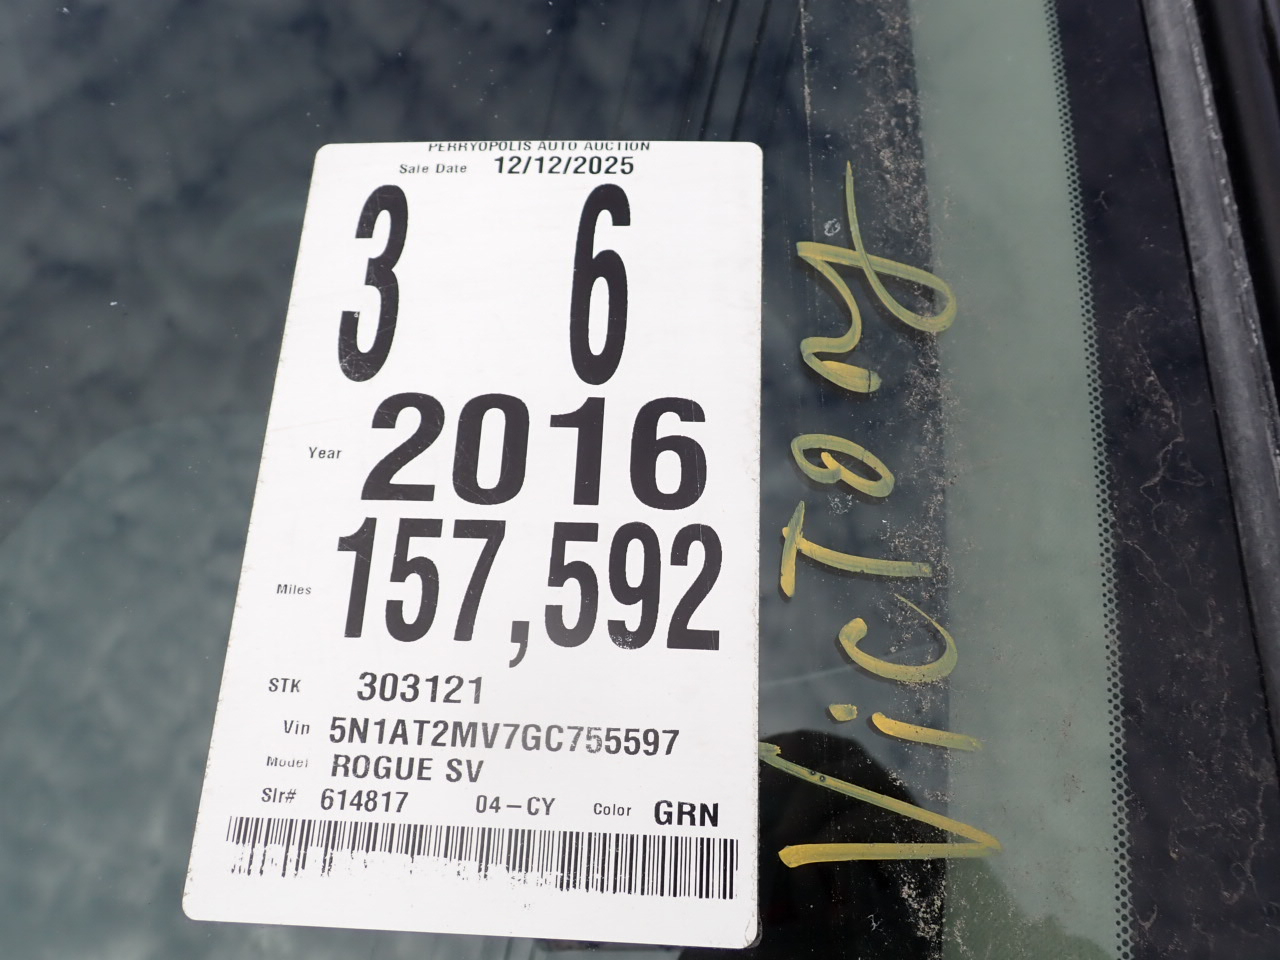 PERRYOPOLIS AUTO AUCTION
Sale Date 12/12/2025
3 6
Year 2016
Miles 157,592
STK 303121
Vin 5N1AT2MV7GC755597
Model ROGUE SV
Slr# 614817 04-CY Color GRN
Victory